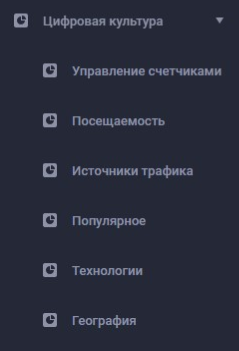 Цифровая культура
Управление счетчиками
Посещаемость
Источники трафика
Популярное
Технологии
География